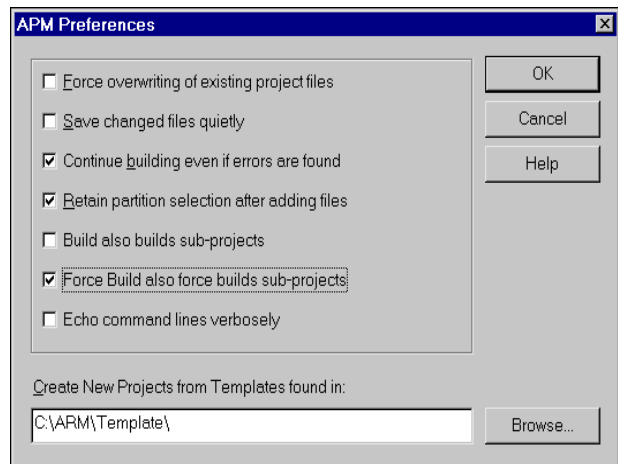 APM Preferences
Force overwriting of existing project files
Save changed files quietly
Continue building even if errors are found
Retain partition selection after adding files
Build also builds sub-projects
Force Build also force builds sub-projects
Echo command lines verbosely
OK
Cancel
Help
Create New Projects from Templates found in:
C:\ARM\Template\
Browse...